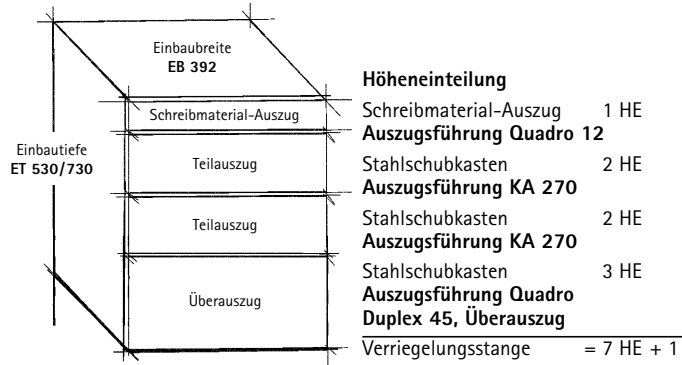 Einbaubreite
EB 392
Schreibmaterial-Auszug
Einbautiefe
ET 530/730
Teilauszug
Teilauszug
Überauszug
Höheneinteilung
Schreibmaterial-Auszug 1 HE
Auszugsführung Quadro 12
Stahlschubkasten 2 HE
Auszugsführung KA 270
Stahlschubkasten 2 HE
Auszugsführung KA 270
Stahlschubkasten 3 HE
Auszugsführung Quadro
Duplex 45, Überauszug
Verriegelungsstange = 7 HE + 1